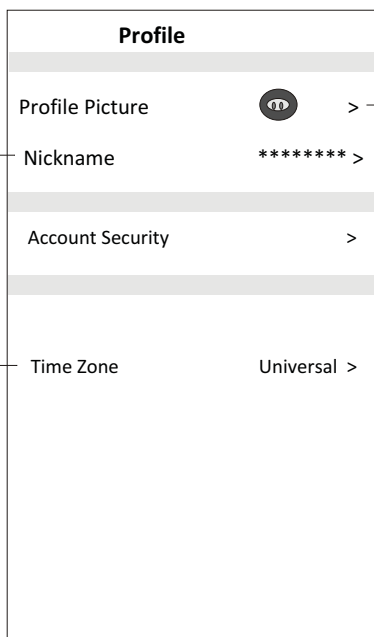 Profile
Profile Picture >
Nickname ******** >
Account Security >
Time Zone Universal >